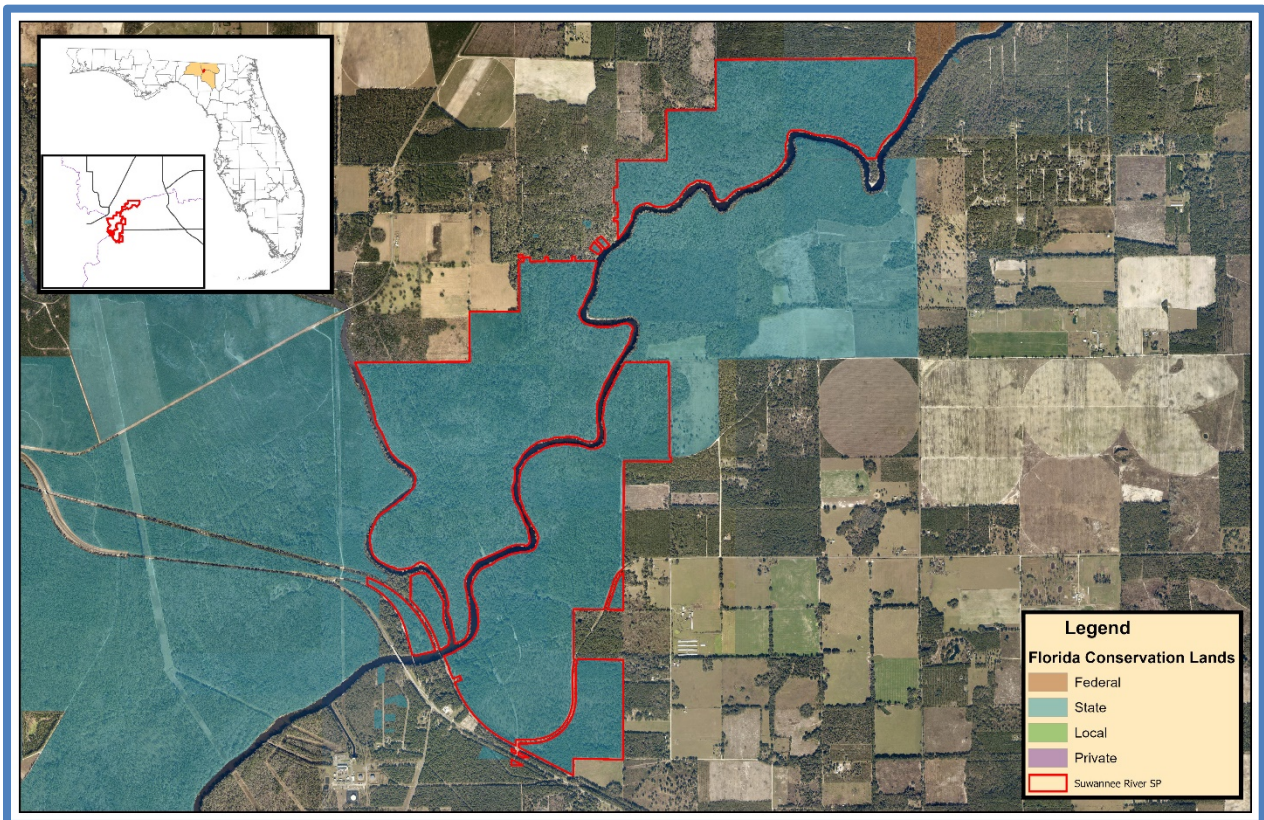 Legend
Florida Conservation Lands
Federal
State
Local
Private
Suwannee River SP